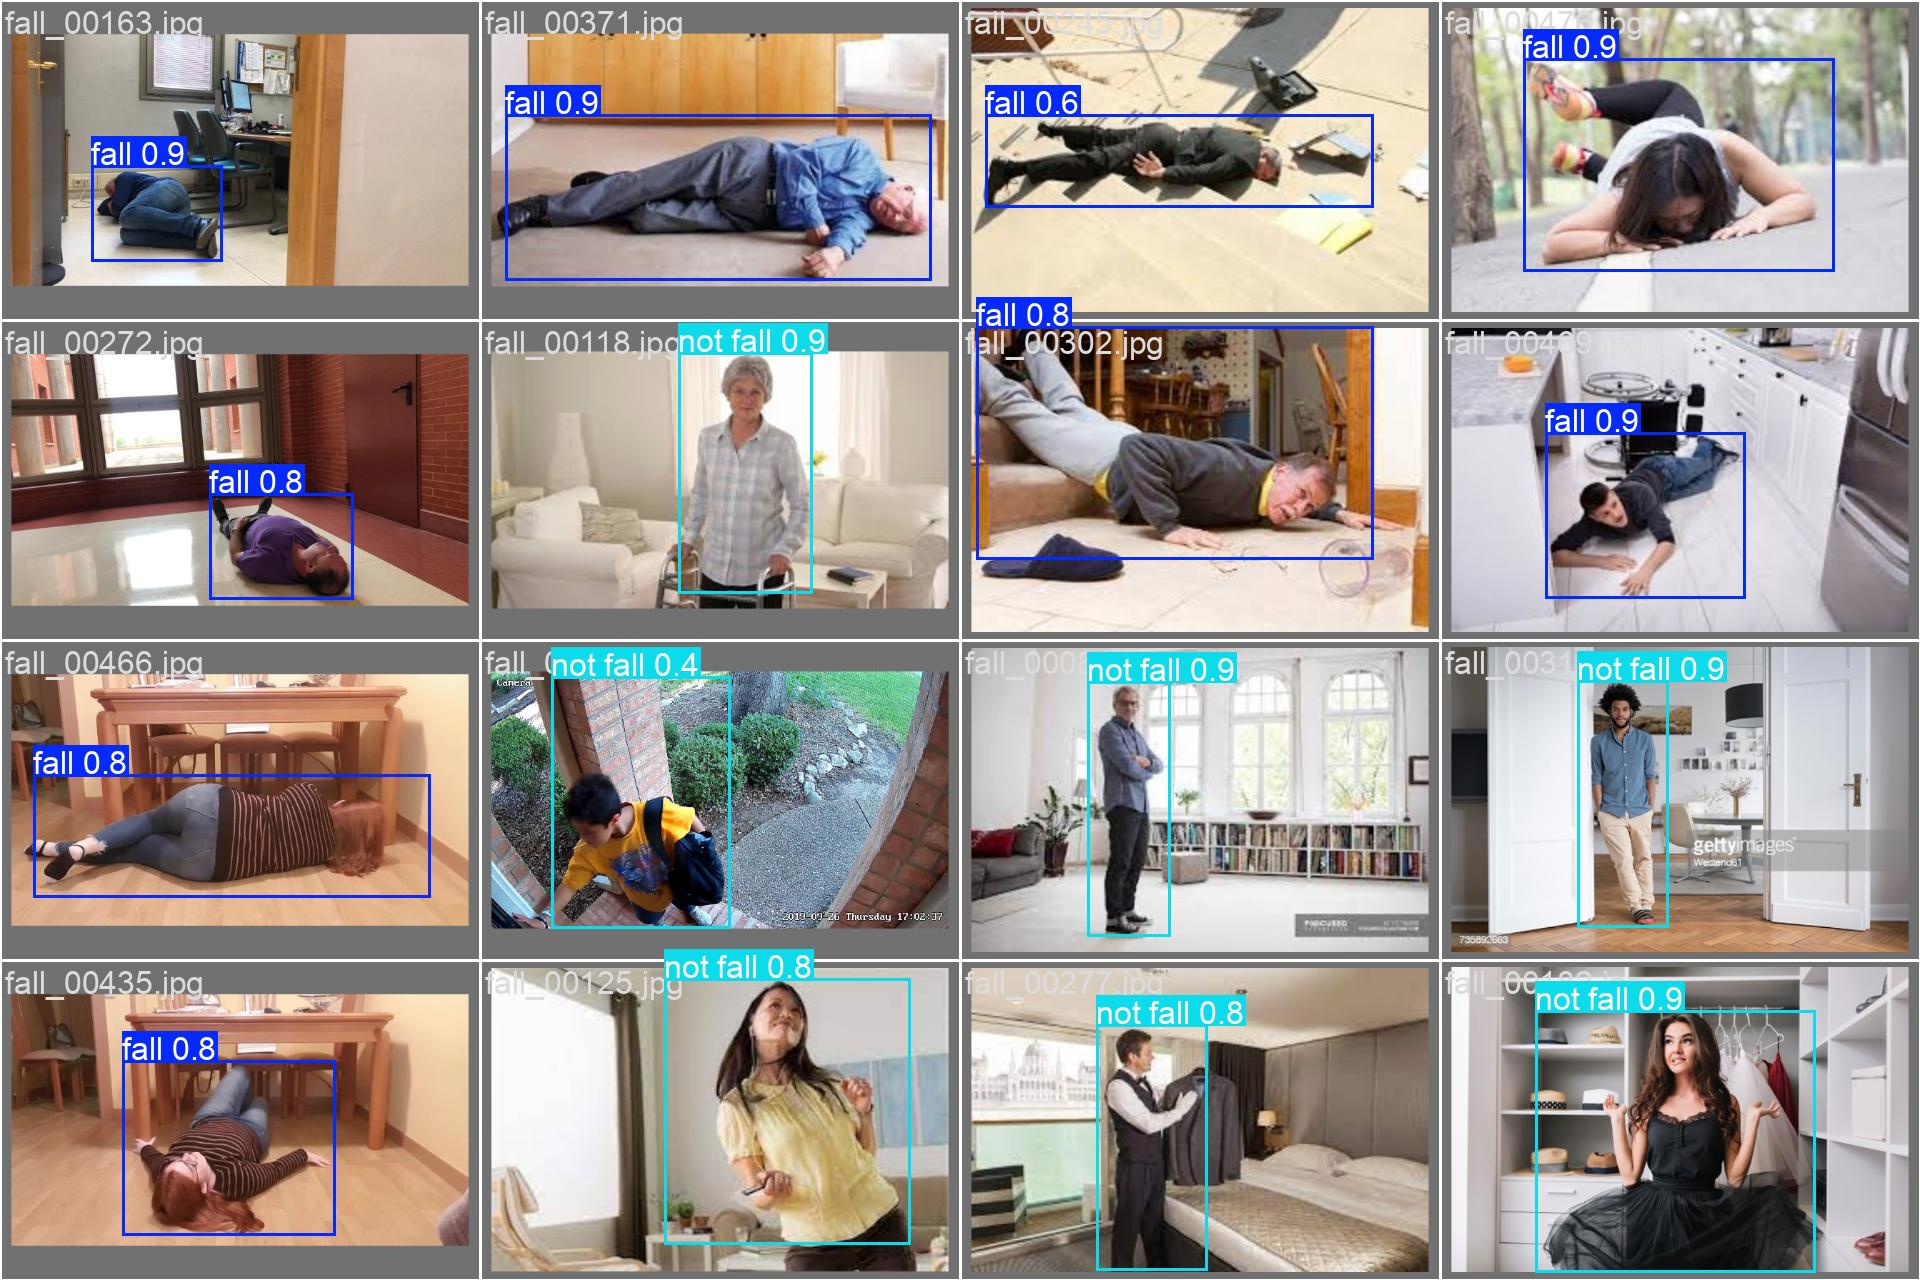 fall_00163.jpg
fall 0.9
fall_00371.jpg
fall 0.9
fall_00245.jpg
fall 0.6
fall 0.9
fall_00272.jpg
fall 0.8
fall_00118.jpg
not fall 0.9
fall 0.8
fall_00302.jpg
fall 0.9
fall_00466.jpg
fall 0.8
not fall 0.4
Camera
2019-09-26 Thursday 17:02:37
not fall 0.9
not fall 0.9
gettyimages
Westend61
735892663
fall_00435.jpg
fall 0.8
fall_00125.jpg
not fall 0.8
fall_00277.jpg
not fall 0.8
not fall 0.9